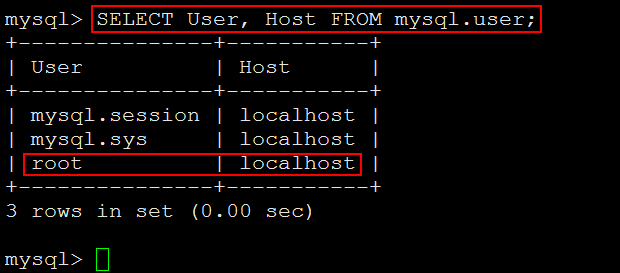 mysql> SELECT User, Host FROM mysql.user;
+---------------+-----------+
| User          | Host      |
+---------------+-----------+
| mysql.session | localhost |
| mysql.sys     | localhost |
| root          | localhost |
+---------------+-----------+
3 rows in set (0.00 sec)
mysql>